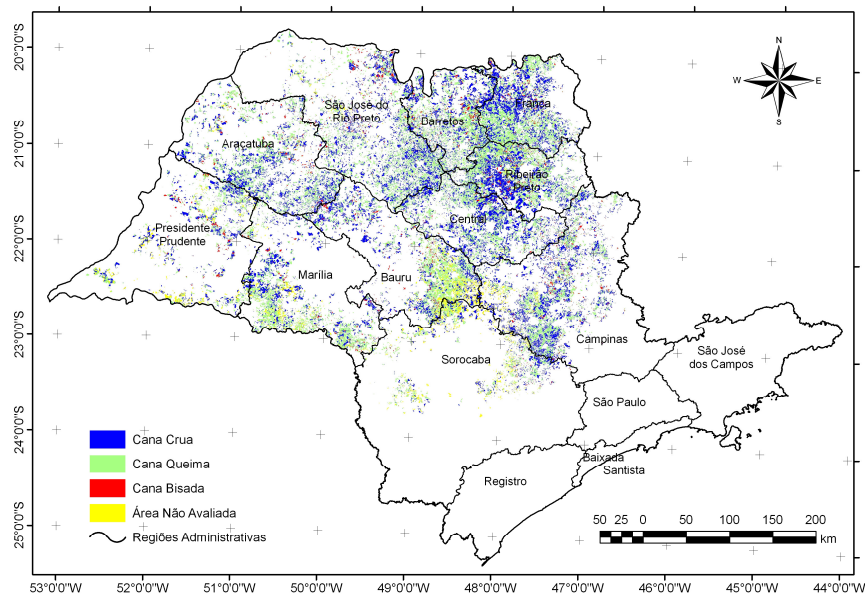 N
W E
S
20°0'0"S
21°0'0"S
22°0'0"S
23°0'0"S
24°0'0"S
25°0'0"S
São José do
Rio Preto
Barretos
Franca
Araçatuba
Ribeirão
Preto
Central
Presidente
Prudente
Marília
Bauru
Campinas
Sorocaba
São José
dos Campos
São Paulo
Baixada
Santista
Registro
Cana Crua
Cana Queima
Cana Bisada
Área Não Avaliada
Regiões Administrativas
50 25 0 50 100 150 200
km
53°0'0"W 52°0'0"W 51°0'0"W 50°0'0"W 49°0'0"W 48°0'0"W 47°0'0"W 46°0'0"W 45°0'0"W 44°0'0"W